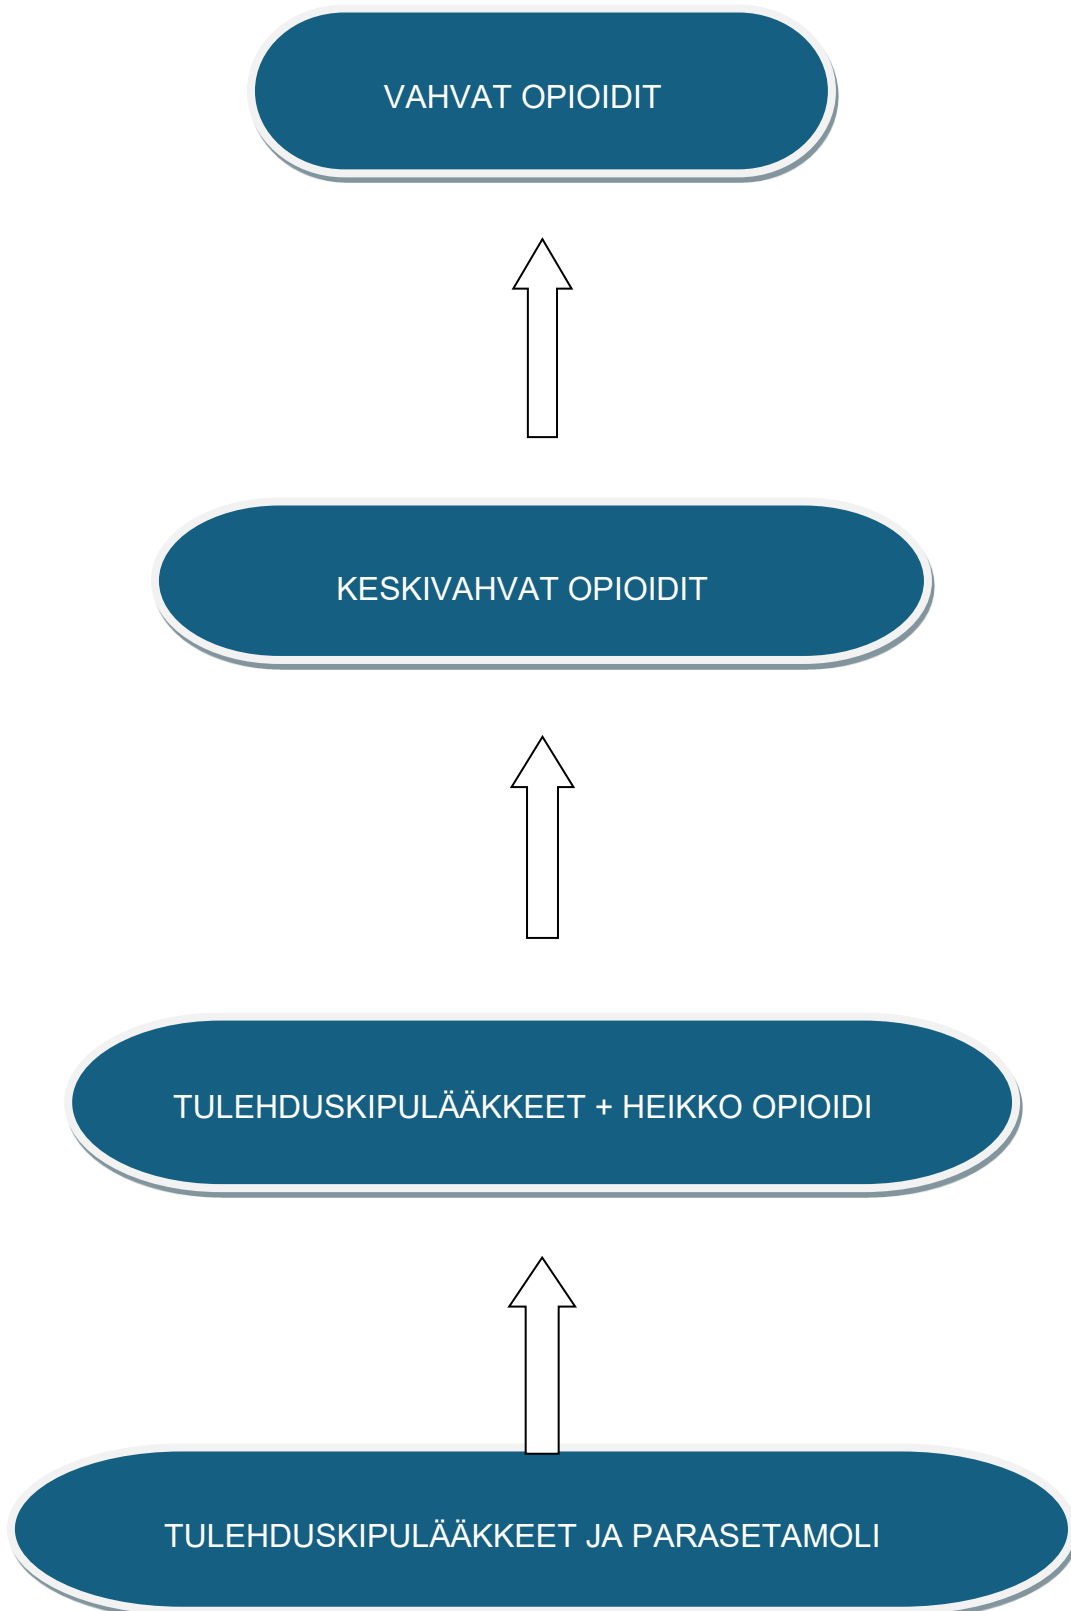 VAHVAT OPIOIDIT
KESKIVAHVAT OPIOIDIT
TULEHDUSKIPULÄÄKKEET + HEIKKO OPIOIDI
TULEHDUSKIPULÄÄKKEET JA PARASETAMOLI